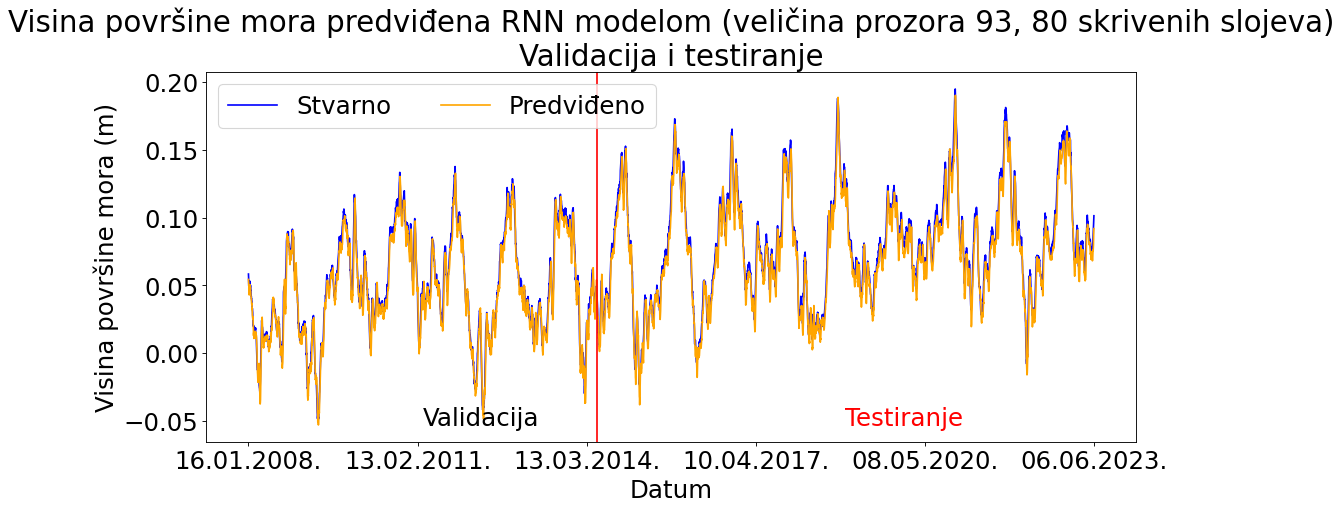 Visina površine mora predviđena RNN modelom (veličina prozora 93, 80 skrivenih slojeva)
Validacija i testiranje
Stvarno
Predviđeno
Visina površine mora (m)
0.20
0.15
0.10
0.05
0.00
−0.05
Validacija
Testiranje
16.01.2008. 13.02.2011. 13.03.2014. 10.04.2017. 08.05.2020. 06.06.2023.
Datum